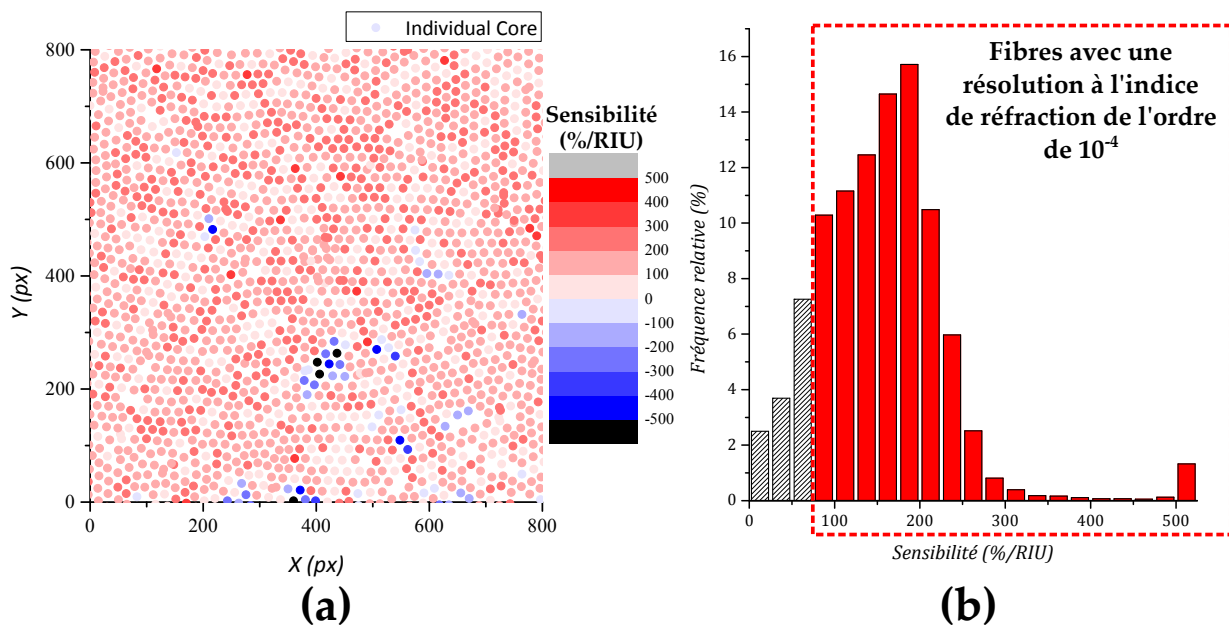 Individual Core
800
600
400
200
0
0
200
400
600
800
Y (px)
X (px)
Sensibilité
(%/RIU)
500
400
300
200
100
0
-100
-200
-300
-400
-500
(a)
Fibres avec une
résolution à l'indice
de réfraction de l'ordre
de 10⁻⁴
16
14
12
10
8
6
4
2
0
0
100
200
300
400
500
Fréquence relative (%)
Sensibilité (%/RIU)
(b)